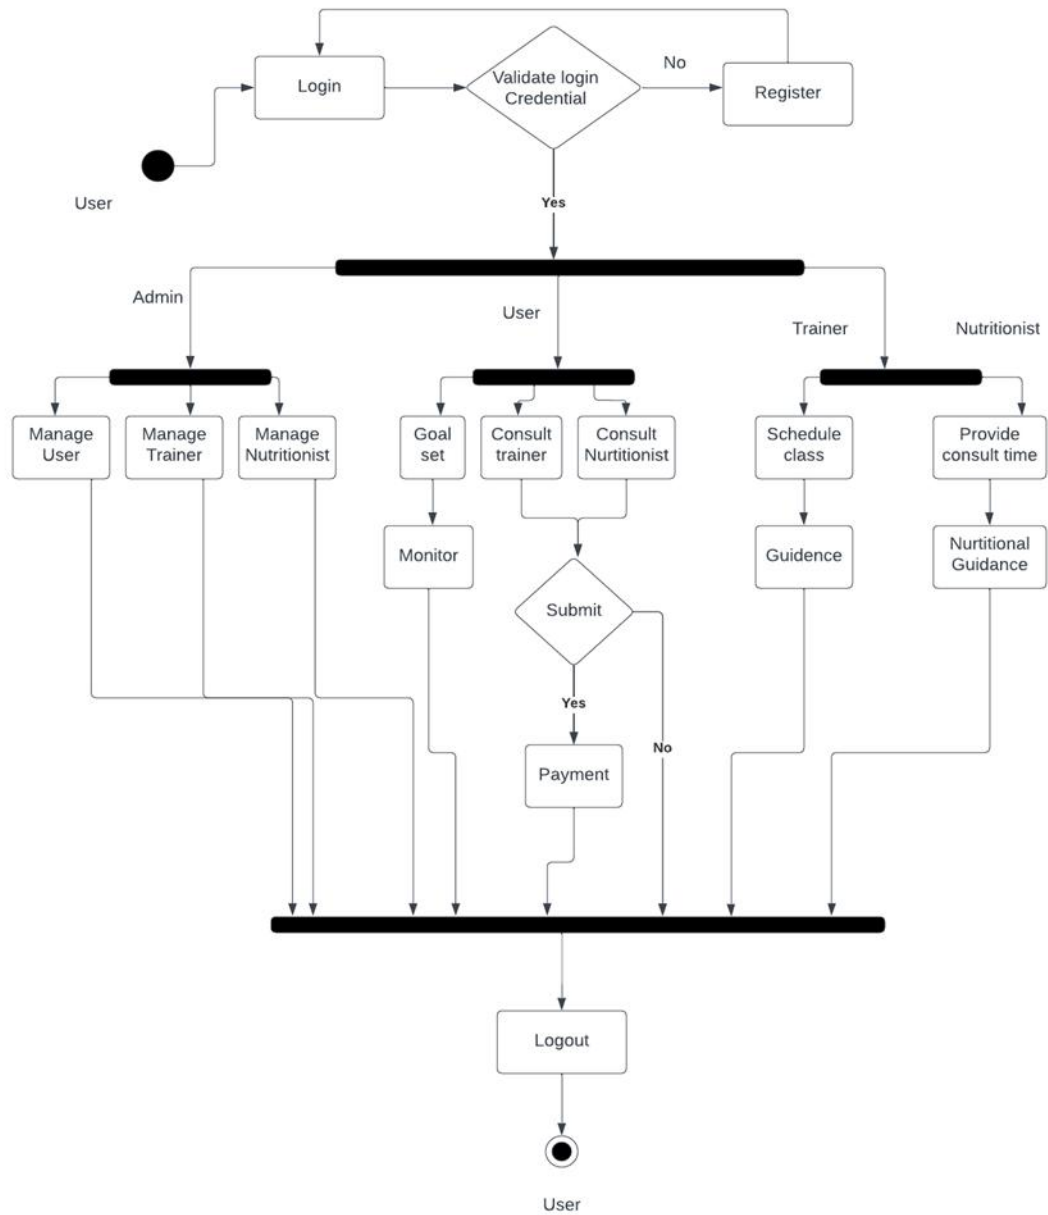 No
Login
Validate login
Credential
Register
User
Yes
Admin
User
Trainer
Nutritionist
Manage
User
Manage
Trainer
Manage
Nutritionist
Goal
set
Consult
trainer
Consult
Nurtitionist
Schedule
class
Provide
consult time
Monitor
Guidence
Nurtitional
Guidance
Submit
Yes
No
Payment
Logout
User